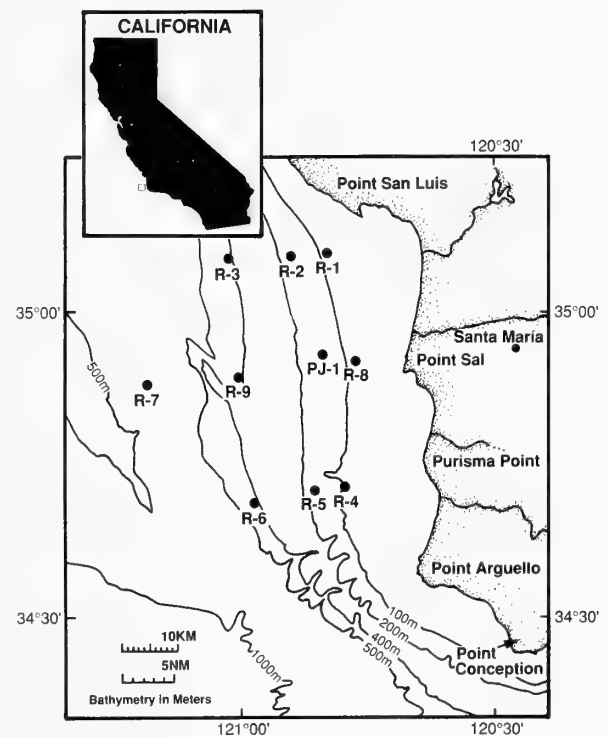 CALIFORNIA
120°30'
Point San Luis
R-3
R-2
R-1
35°00'
35°00'
Santa María
Point Sal
500m
PJ-1
R-8
R-7
R-9
Purisma Point
R-5
R-4
R-6
Point Arguello
34°30'
100m
200m
400m
500m
34°30'
10KM
5NM
1000m
Point
Conception
Bathymetry in Meters
121°00'
120°30'